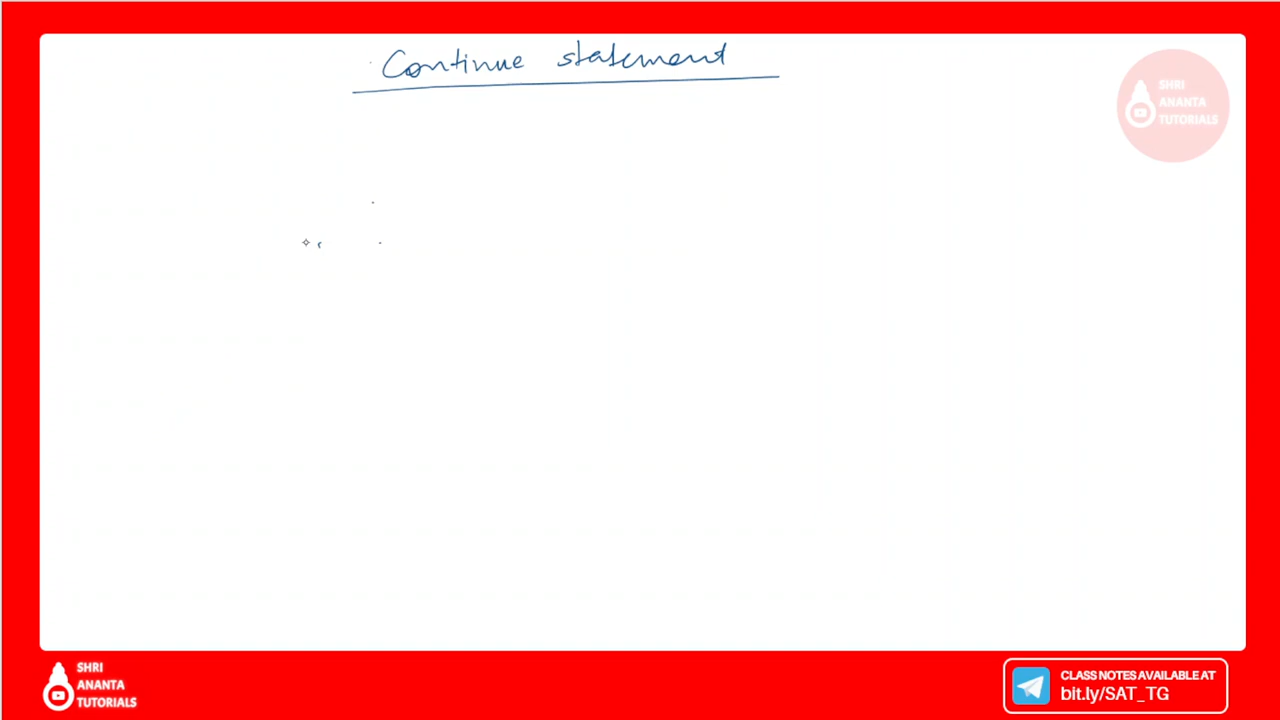 Continue statement
SHRI
ANANTA
TUTORIALS
SHRI
ANANTA
TUTORIALS
CLASS NOTES AVAILABLE AT
bit.ly/SAT_TG